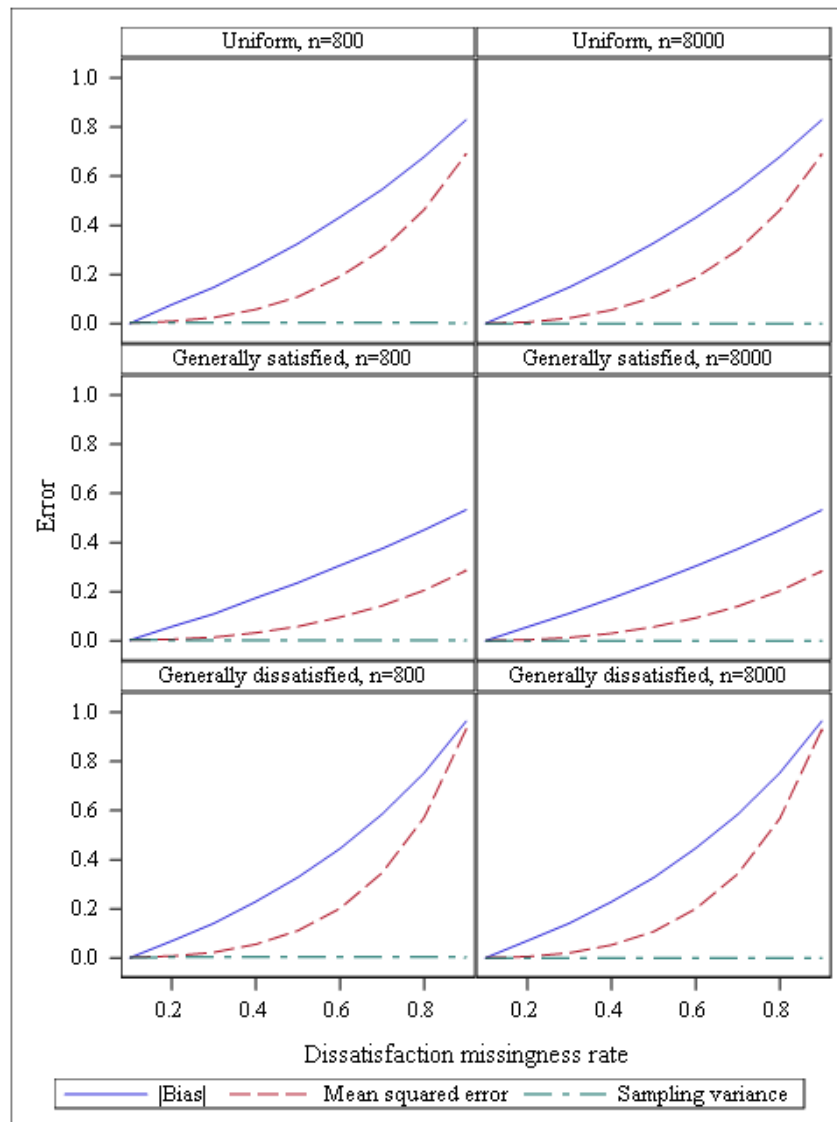 Uniform, n=800
Uniform, n=8000
1.0
0.8
0.6
0.4
0.2
0.0
Generally satisfied, n=800
Generally satisfied, n=8000
1.0
0.8
0.6
0.4
0.2
0.0
Error
Generally dissatisfied, n=800
Generally dissatisfied, n=8000
1.0
0.8
0.6
0.4
0.2
0.0
0.2 0.4 0.6 0.8 0.2 0.4 0.6 0.8
Dissatisfaction missingness rate
|Bias| Mean squared error Sampling variance